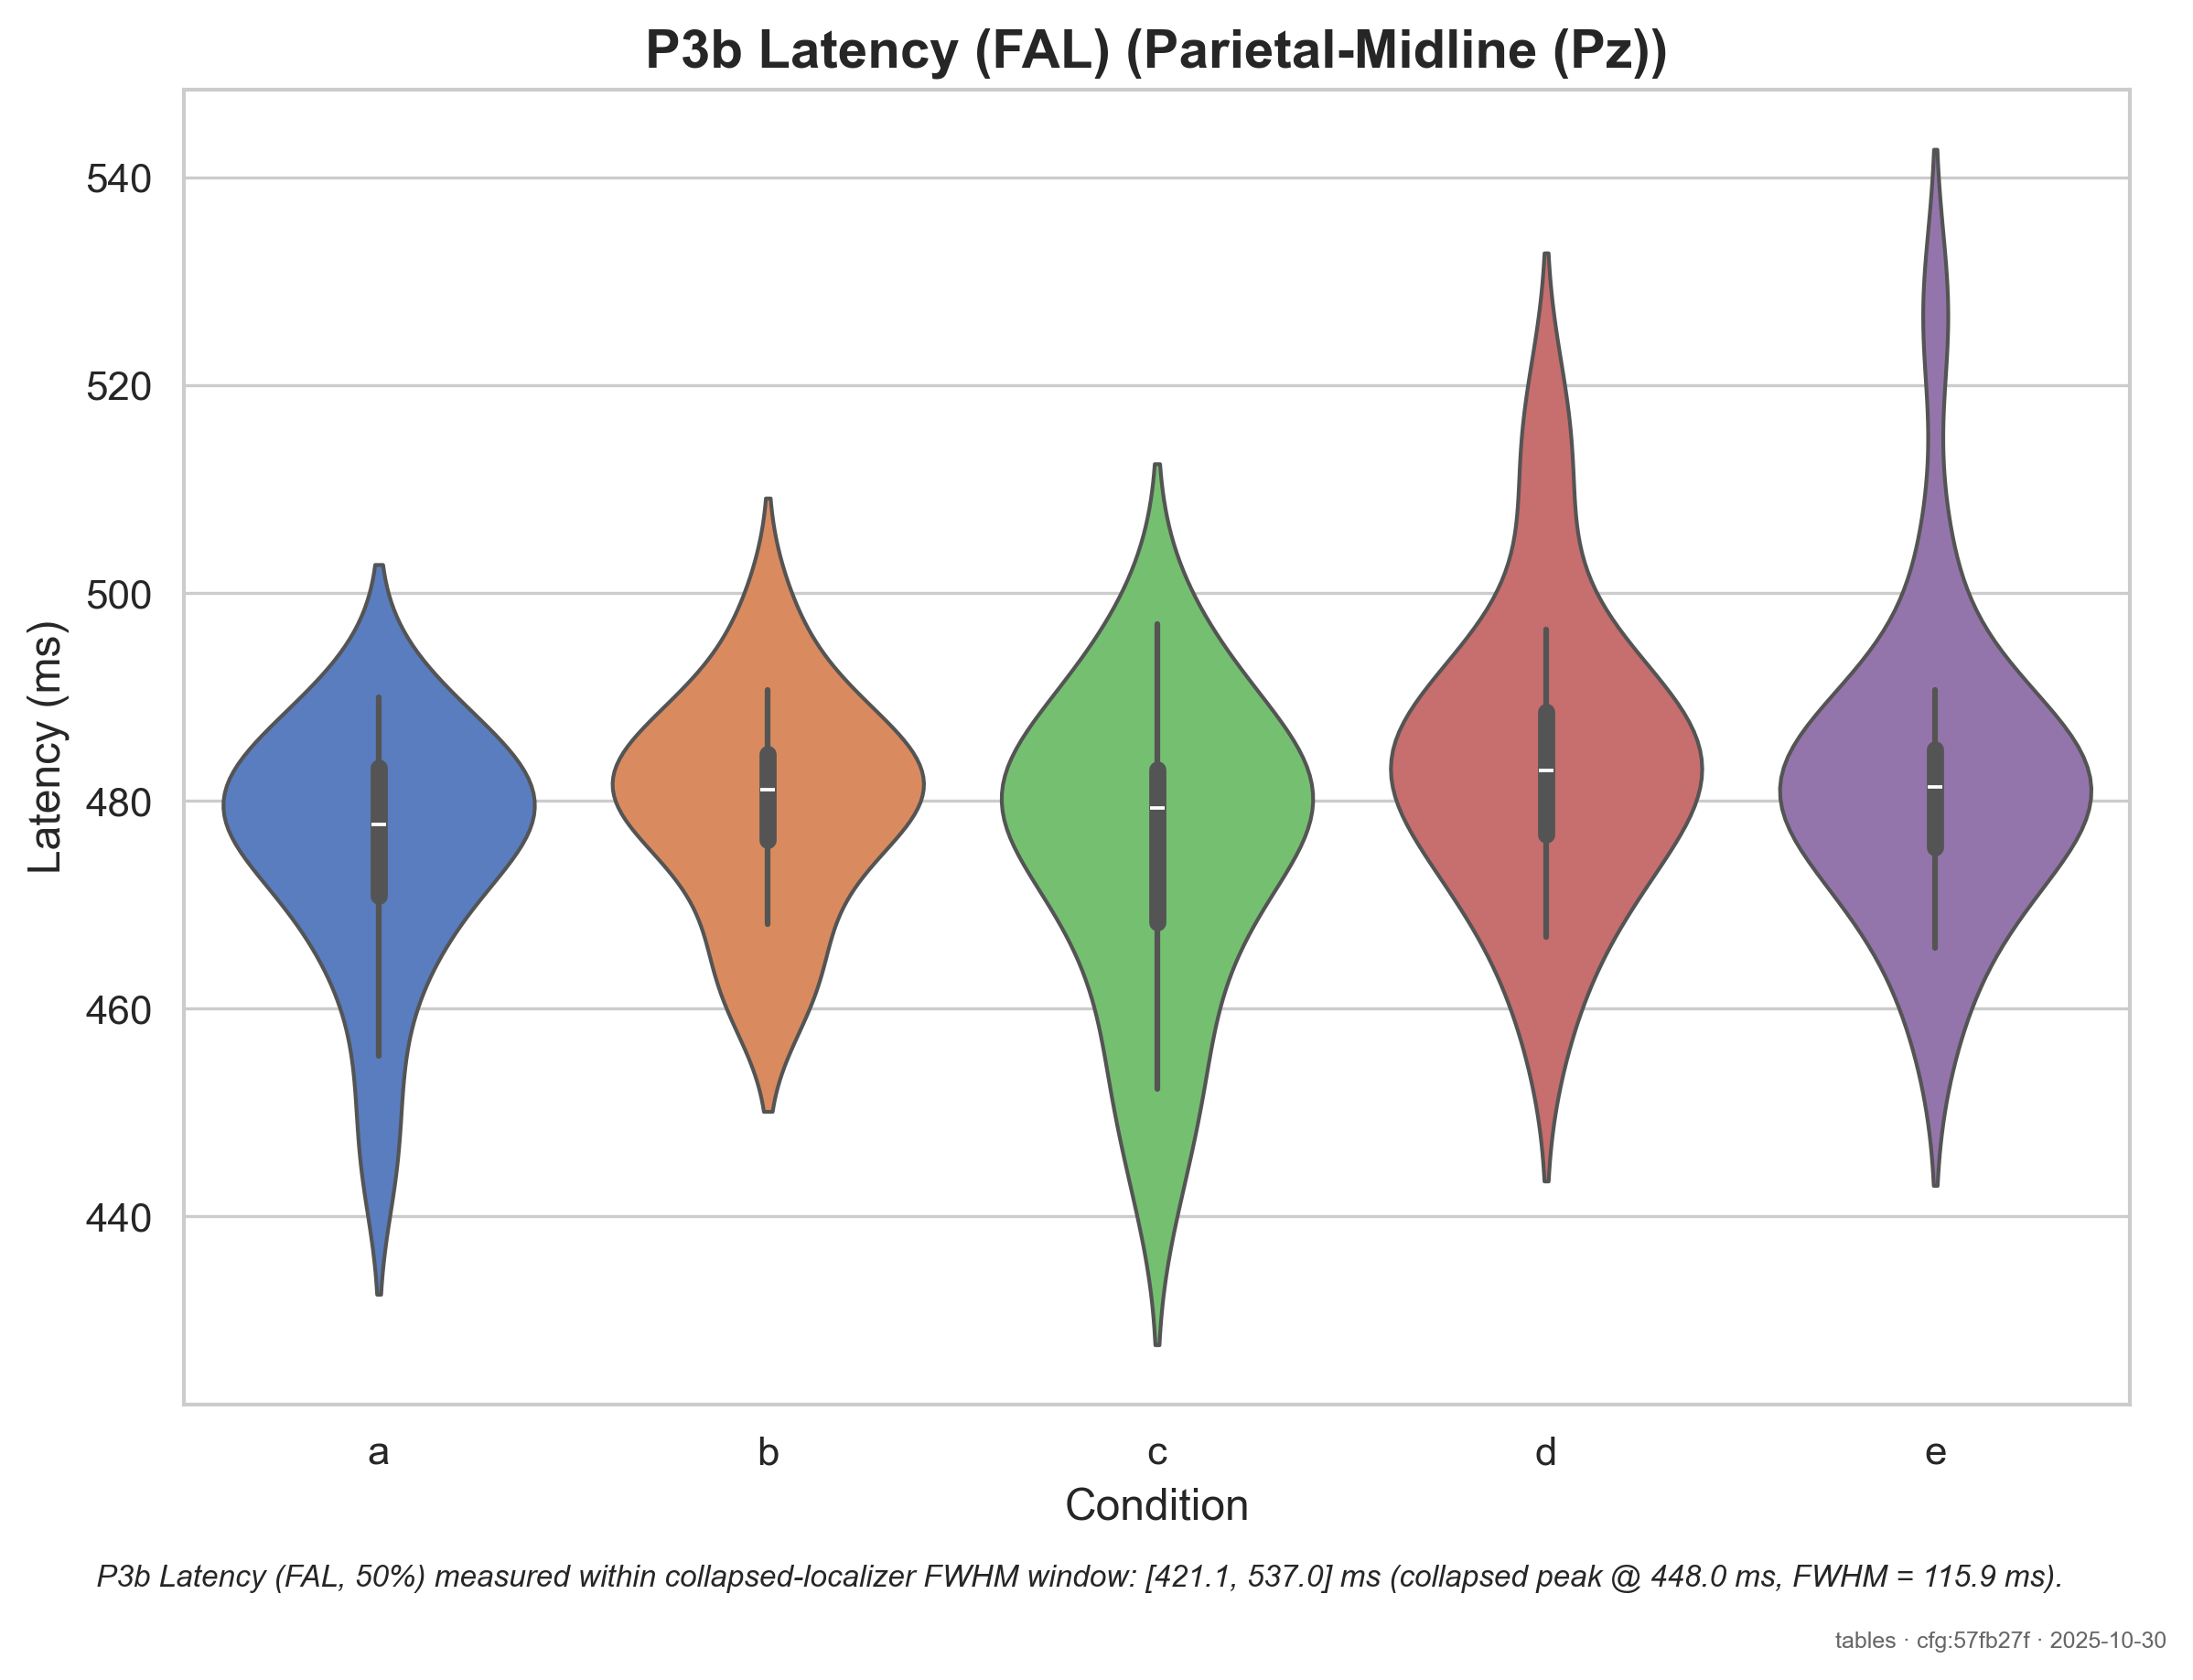 P3b Latency (FAL) (Parietal-Midline (Pz))
Latency (ms)
540
520
500
480
460
440
a b c d e
Condition
P3b Latency (FAL, 50%) measured within collapsed-localizer FWHM window: [421.1, 537.0] ms (collapsed peak @ 448.0 ms, FWHM = 115.9 ms).
tables · cfg:57fb27f · 2025-10-30